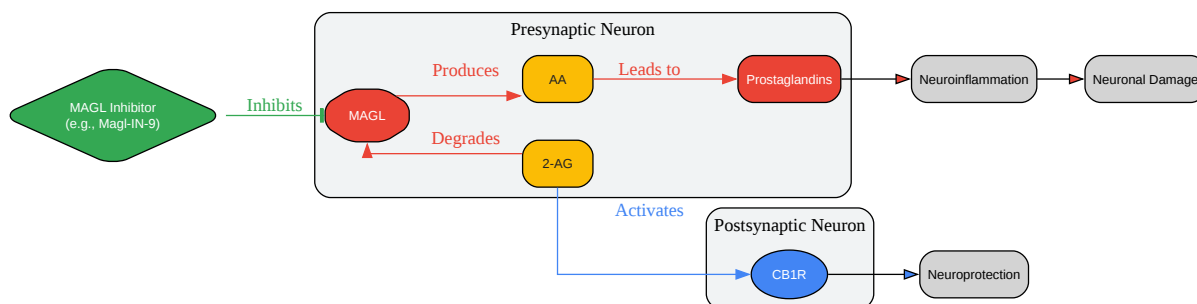 Presynaptic Neuron
MAGL Inhibitor
(e.g., Magl-IN-9)
Inhibits
MAGL
Produces
AA
Leads to
Prostaglandins
Neuroinflammation
Neuronal Damage
Degrades
2-AG
Activates
Postsynaptic Neuron
CB1R
Neuroprotection